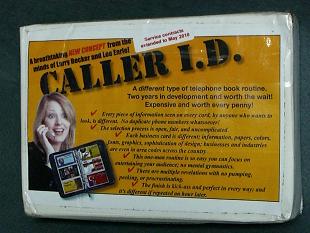 A breathtaking NEW CONCEPT from the
minds of Larry Becker and Lee Earle!
Service contracts
extended to May 2010
CALLER I.D.
A different type of telephone book routine.
Two years in development and worth the wait!
Expensive and worth every penny!
Every piece of information seen on every card, by anyone who wants to
look, is different. No duplicate phone numbers whatsoever!
The selection process is open, fair, and uncomplicated.
Each business card is different; information, papers, colors,
fonts, graphics, sophistication of design; businesses and industries
are even in area codes across the country.
This one-man routine is so easy you can focus on
entertaining your audience; no mental gymnastics.
There are multiple revelations with no pumping,
peeking, or procrastinating.
The finish is kick-ass and perfect in every way; and
it's different if repeated an hour later.